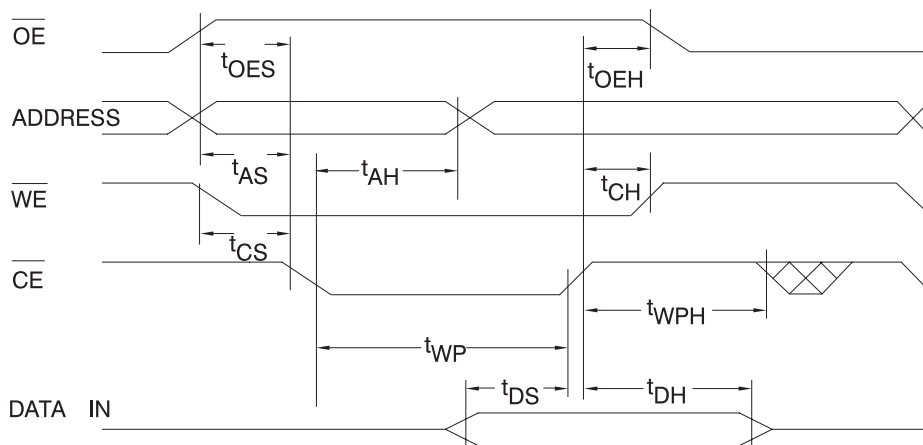 OE
tOES
tOEH
ADDRESS
tAS
tAH
tCH
WE
tCS
CE
tWPH
tWP
tDS
tDH
DATA IN